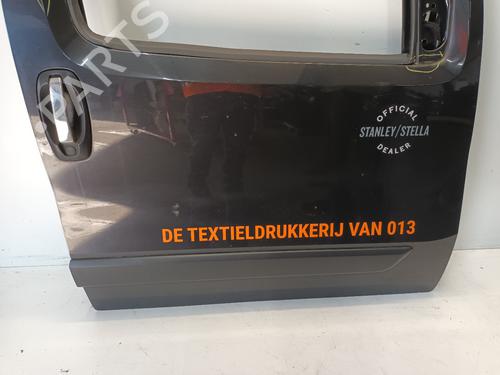 PARTS
OFFICIAL
STANLEY/STELLA
DEALER
DE TEXTIELDRUKKERIJ VAN 013